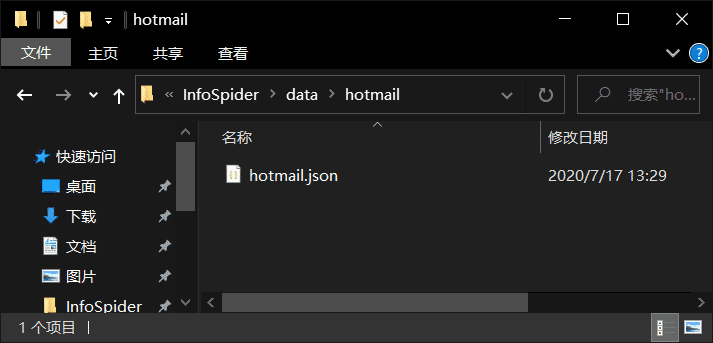 hotmail
文件 主页 共享 查看
« InfoSpider > data > hotmail 搜索"ho...
名称 修改日期
快速访问
桌面
hotmail.json 2020/7/17 13:29
下载
文档
图片
InfoSpider
1 个项目